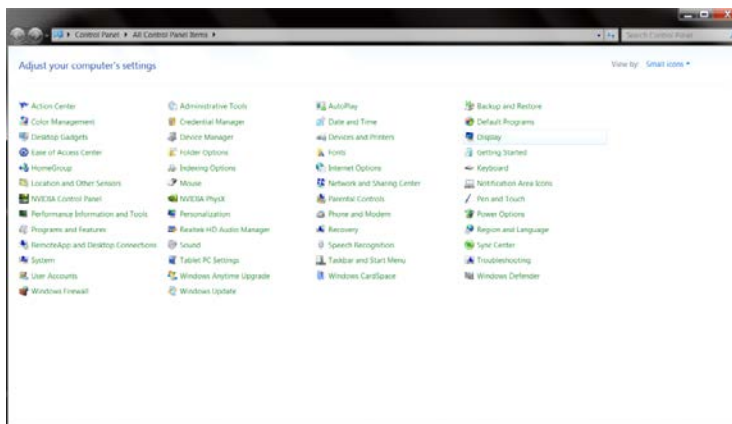 Control Panel All Control Panel Items
Search Control Panel
Adjust your computer's settings
View by: Small icons
Action Center Administrative Tools AutoPlay Backup and Restore
Color Management Credential Manager Date and Time Default Programs
Desktop Gadgets Device Manager Devices and Printers Display
Ease of Access Center Folder Options Fonts Getting Started
HomeGroup Indexing Options Internet Options Keyboard
Location and Other Sensors Mouse Network and Sharing Center Notification Area Icons
NVIDIA Control Panel NVIDIA PhysX Parental Controls Pen and Touch
Performance Information and Tools Personalization Phone and Modem Power Options
Programs and Features Realtek HD Audio Manager Recovery Region and Language
RemoteApp and Desktop Connections Sound Speech Recognition Sync Center
System Tablet PC Settings Taskbar and Start Menu Troubleshooting
User Accounts Windows Anytime Upgrade Windows CardSpace Windows Defender
Windows Firewall Windows Update